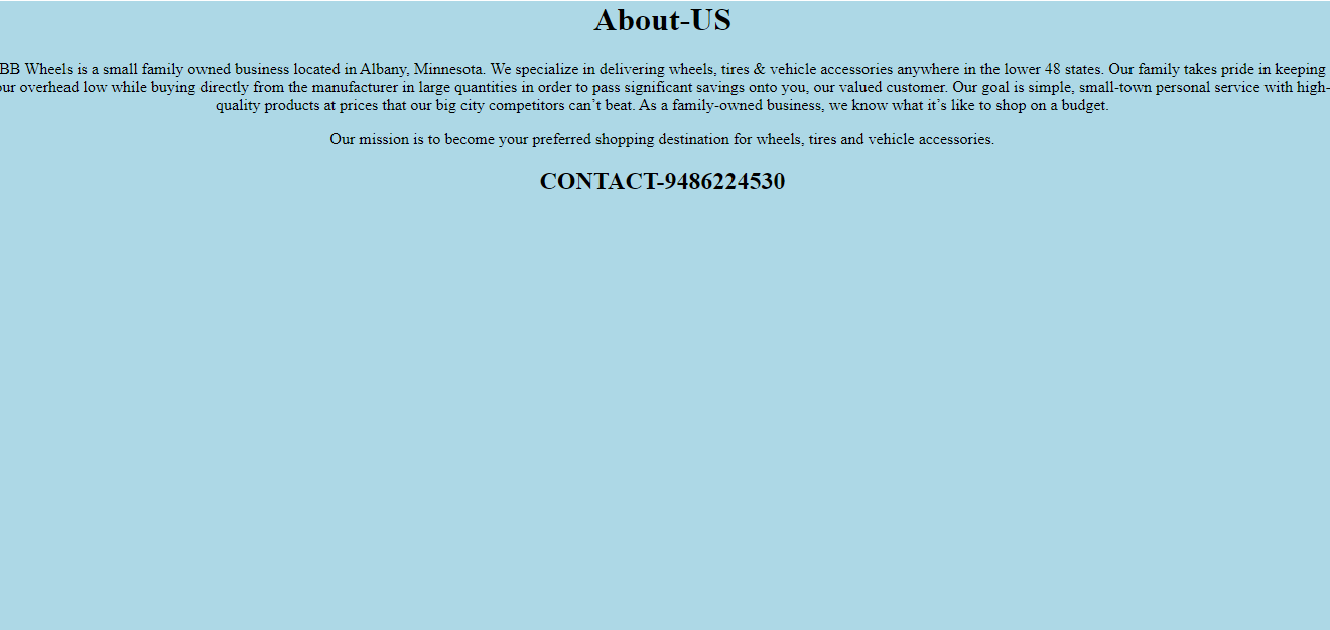 About-US
BB Wheels is a small family owned business located in Albany, Minnesota. We specialize in delivering wheels, tires & vehicle accessories anywhere in the lower 48 states. Our family takes pride in keeping
our overhead low while buying directly from the manufacturer in large quantities in order to pass significant savings onto you, our valued customer. Our goal is simple, small-town personal service with high-
quality products at prices that our big city competitors can’t beat. As a family-owned business, we know what it’s like to shop on a budget.
Our mission is to become your preferred shopping destination for wheels, tires and vehicle accessories.
CONTACT-9486224530